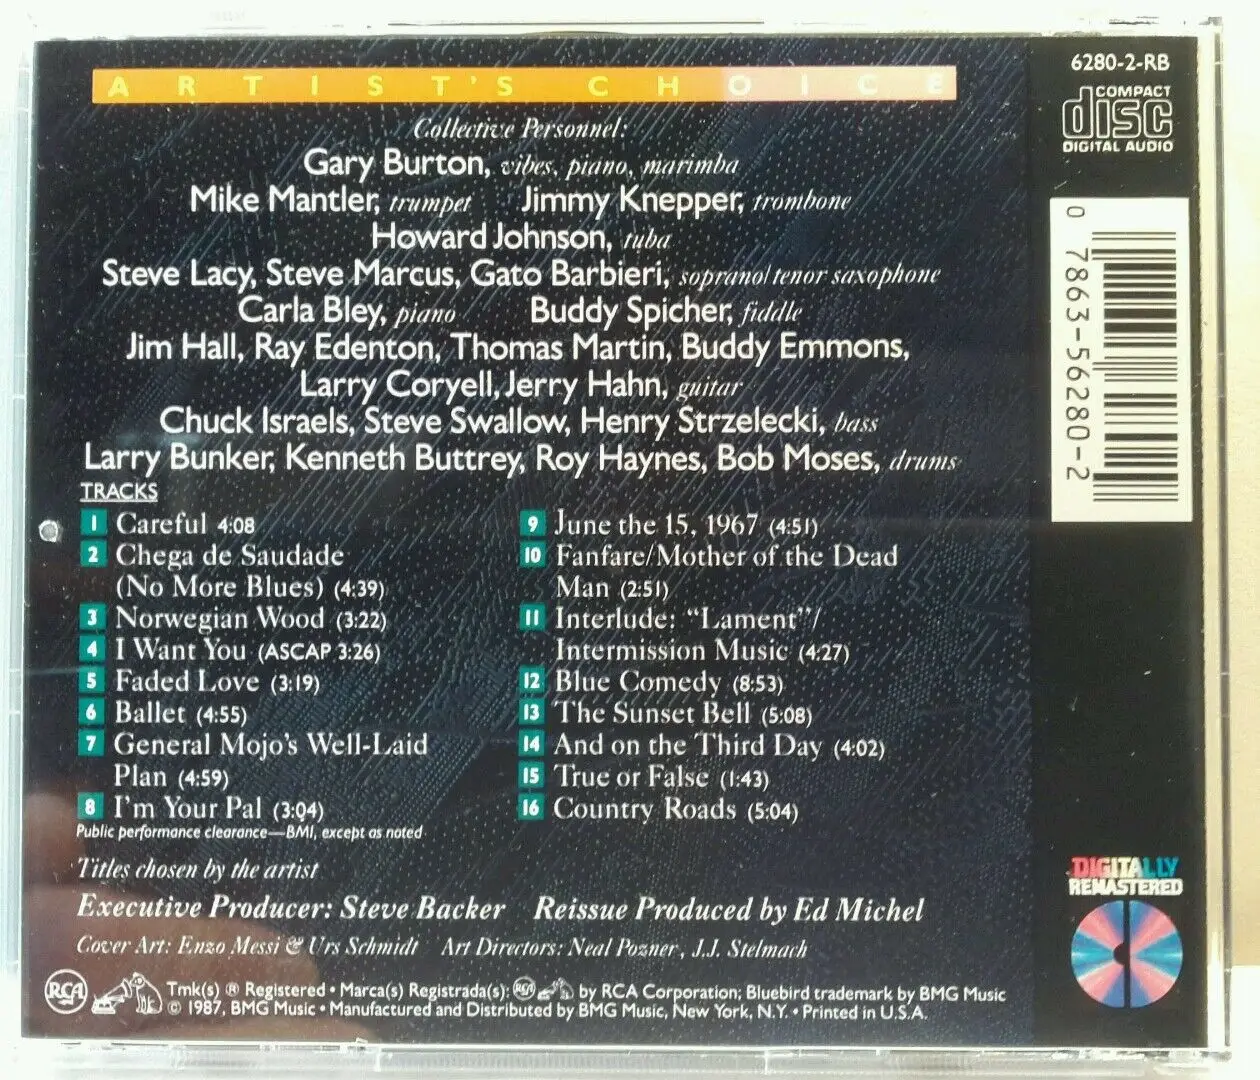 ARTIST'S CHOICE
Collective Personnel:
Gary Burton, vibes, piano, marimba
Mike Mantler, trumpet Jimmy Knepper, trombone
Howard Johnson, tuba
Steve Lacy, Steve Marcus, Gato Barbieri, soprano/tenor saxophone
Carla Bley, piano Buddy Spicher, fiddle
Jim Hall, Ray Edenton, Thomas Martin, Buddy Emmons,
Larry Coryell, Jerry Hahn, guitar
Chuck Israels, Steve Swallow, Henry Strzelecki, bass
Larry Bunker, Kenneth Buttrey, Roy Haynes, Bob Moses, drums
TRACKS
1 Careful 4:08
2 Chega de Saudade
(No More Blues) (4:39)
3 Norwegian Wood (3:22)
4 I Want You (ASCAP 3:26)
5 Faded Love (3:19)
6 Ballet (4:55)
7 General Mojo's Well-Laid
Plan (4:59)
8 I'm Your Pal (3:04)
Public performance clearance—BMI, except as noted
9 June the 15, 1967 (4:51)
10 Fanfare/Mother of the Dead
Man (2:51)
11 Interlude: "Lament"/
Intermission Music (4:27)
12 Blue Comedy (8:53)
13 The Sunset Bell (5:08)
14 And on the Third Day (4:02)
15 True or False (1:43)
16 Country Roads (5:04)
Titles chosen by the artist
Executive Producer: Steve Backer Reissue Produced by Ed Michel
Cover Art: Enzo Messi & Urs Schmidt Art Directors: Neal Pozner, J.J. Stelmach
RCA Tmk(s) ® Registered • Marca(s) Registrada(s): RCA by RCA Corporation; Bluebird trademark by BMG Music
© 1987, BMG Music • Manufactured and Distributed by BMG Music, New York, N.Y. • Printed in U.S.A.
6280-2-RB
COMPACT
disc
DIGITAL AUDIO
0 7863-56280-2
DIGITALLY
REMASTERED